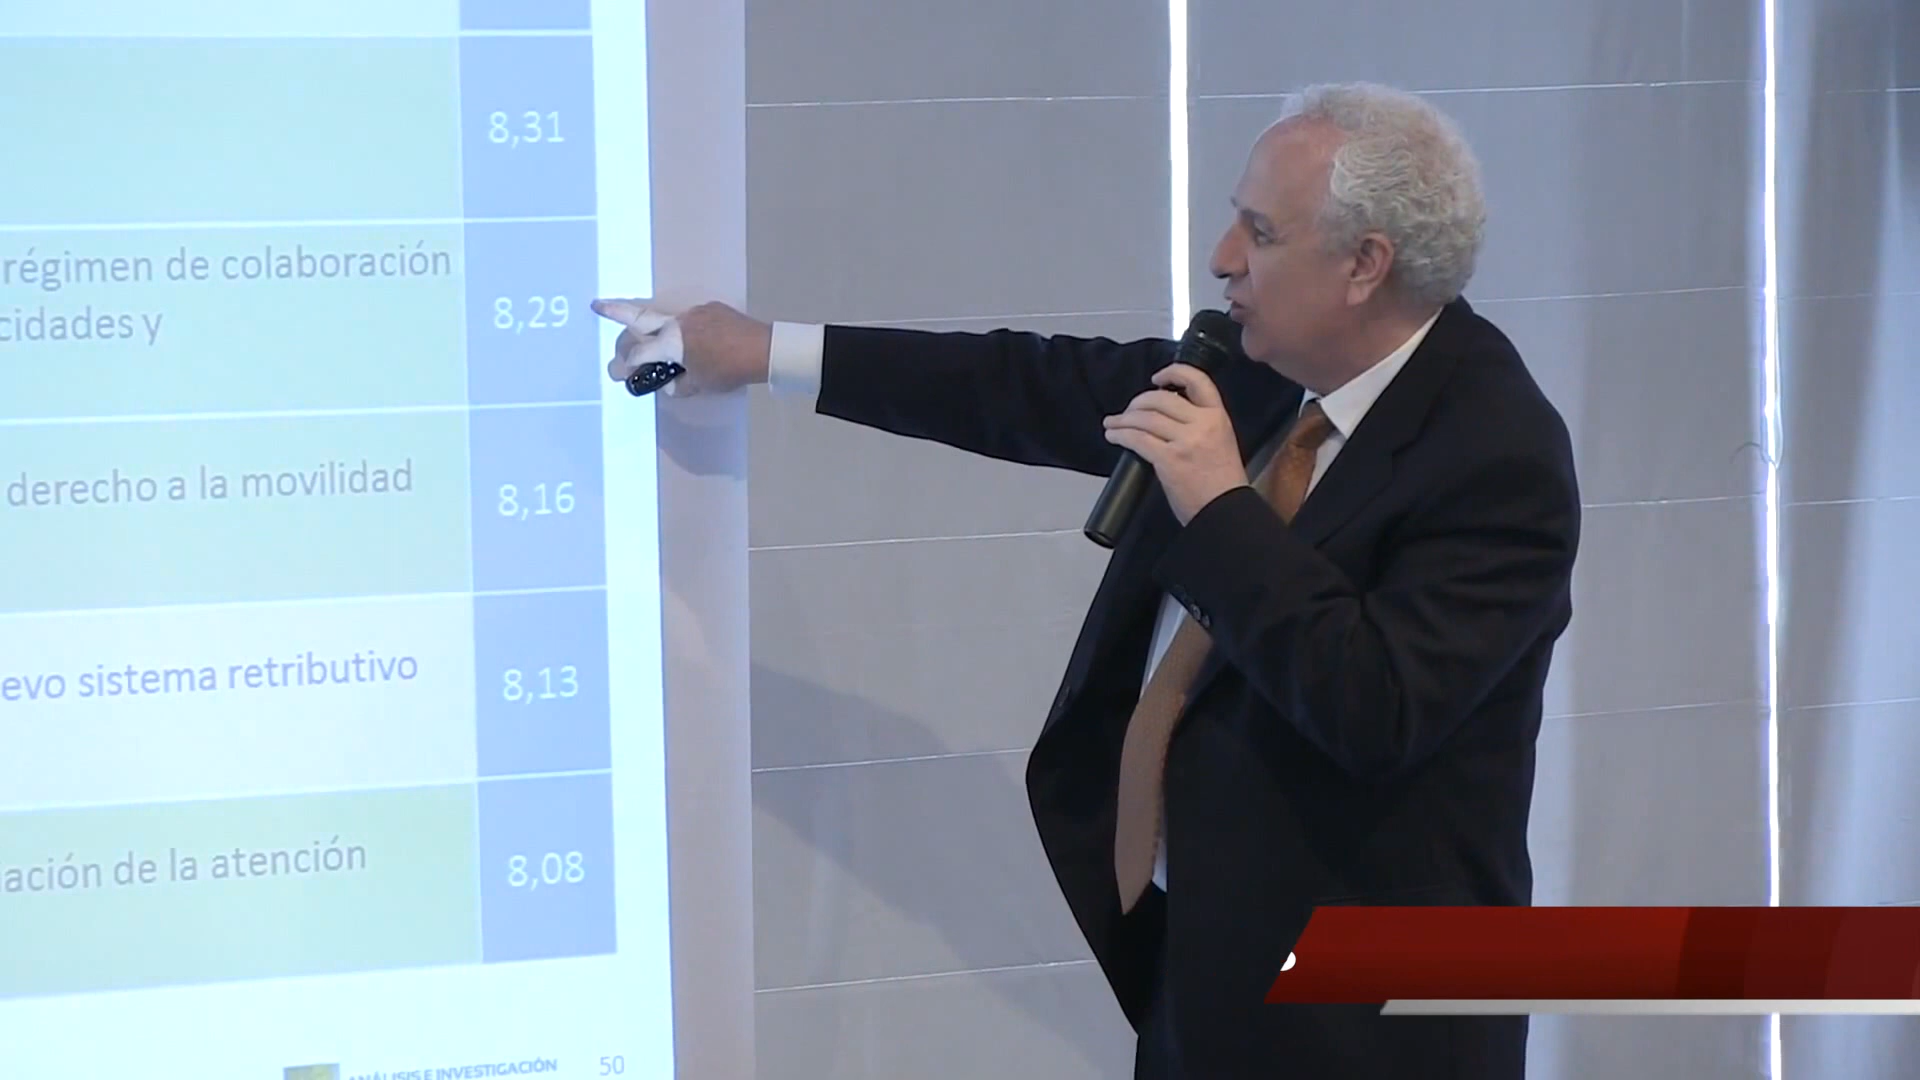 8,31
régimen de colaboración
cidades y
8,29
derecho a la movilidad
8,16
evo sistema retributivo
8,13
iación de la atención
8,08
ANÁLISIS E INVESTIGACIÓN
50